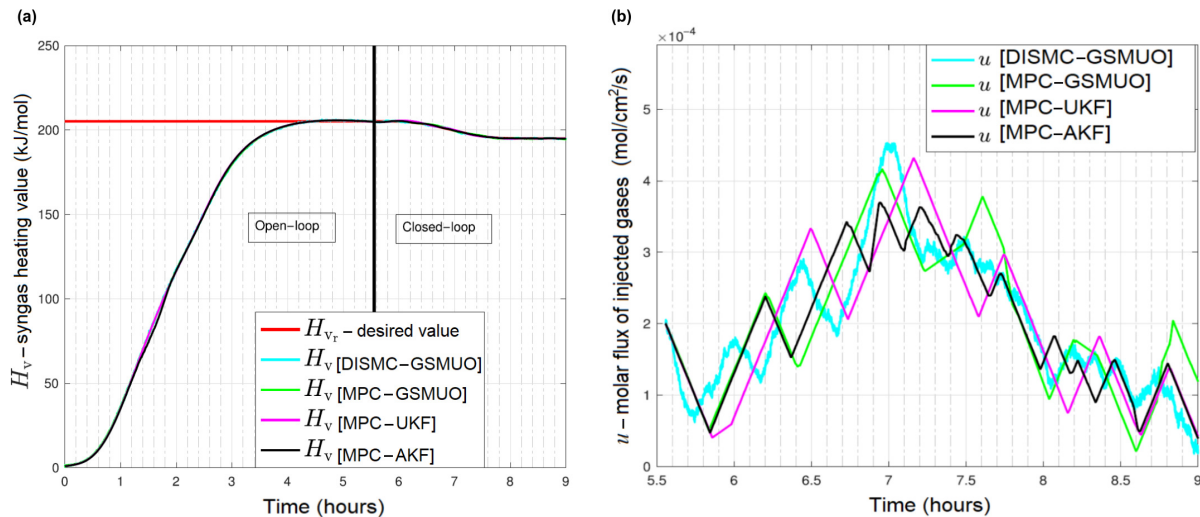 (a)
250
200
150
100
50
0
H_v – syngas heating value (kJ/mol)
Open–loop
Closed–loop
H_vr – desired value
H_v [DISMC–GSMUO]
H_v [MPC–GSMUO]
H_v [MPC–UKF]
H_v [MPC–AKF]
0 1 2 3 4 5 6 7 8 9
Time (hours)
(b)
×10⁻⁴
5
4
3
2
1
0
u – molar flux of injected gases (mol/cm²/s)
u [DISMC–GSMUO]
u [MPC–GSMUO]
u [MPC–UKF]
u [MPC–AKF]
5.5 6 6.5 7 7.5 8 8.5 9
Time (hours)